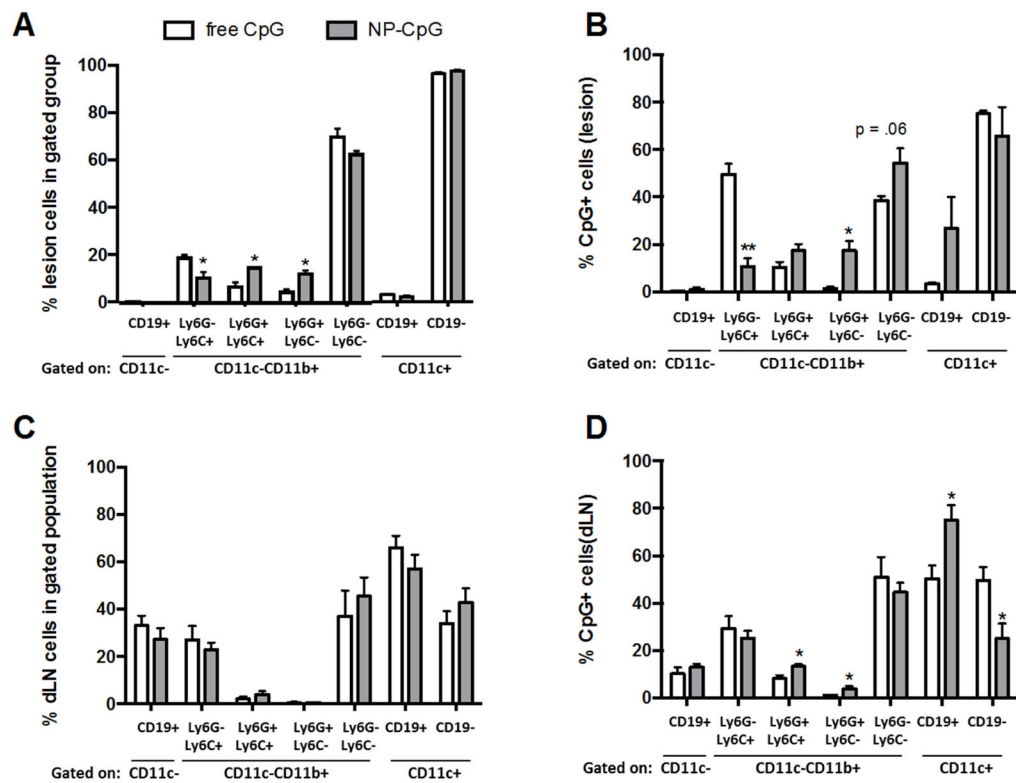 A
free CpG
NP-CpG
% lesion cells in gated group
100
80
60
40
20
0
* * *
CD19+ Ly6G- Ly6G+ Ly6G+ Ly6G- CD19+ CD19-
Ly6C+ Ly6C+ Ly6C- Ly6C-
Gated on: CD11c- CD11c-CD11b+ CD11c+
B
% CpG+ cells (lesion)
100
80
60
40
20
0
p = .06
** *
CD19+ Ly6G- Ly6G+ Ly6G+ Ly6G- CD19+ CD19-
Ly6C+ Ly6C+ Ly6C- Ly6C-
Gated on: CD11c- CD11c-CD11b+ CD11c+
C
% dLN cells in gated population
100
80
60
40
20
0
CD19+ Ly6G- Ly6G+ Ly6G+ Ly6G- CD19+ CD19-
Ly6C+ Ly6C+ Ly6C- Ly6C-
Gated on: CD11c- CD11c-CD11b+ CD11c+
D
% CpG+ cells(dLN)
100
80
60
40
20
0
* * * *
CD19+ Ly6G- Ly6G+ Ly6G+ Ly6G- CD19+ CD19-
Ly6C+ Ly6C+ Ly6C- Ly6C-
Gated on: CD11c- CD11c-CD11b+ CD11c+